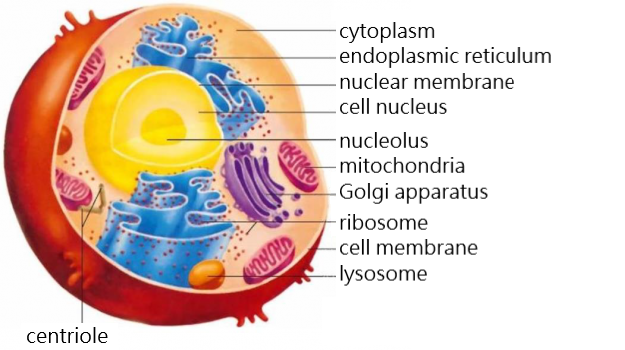 cytoplasm
endoplasmic reticulum
nuclear membrane
cell nucleus
nucleolus
mitochondria
Golgi apparatus
ribosome
cell membrane
lysosome
centriole